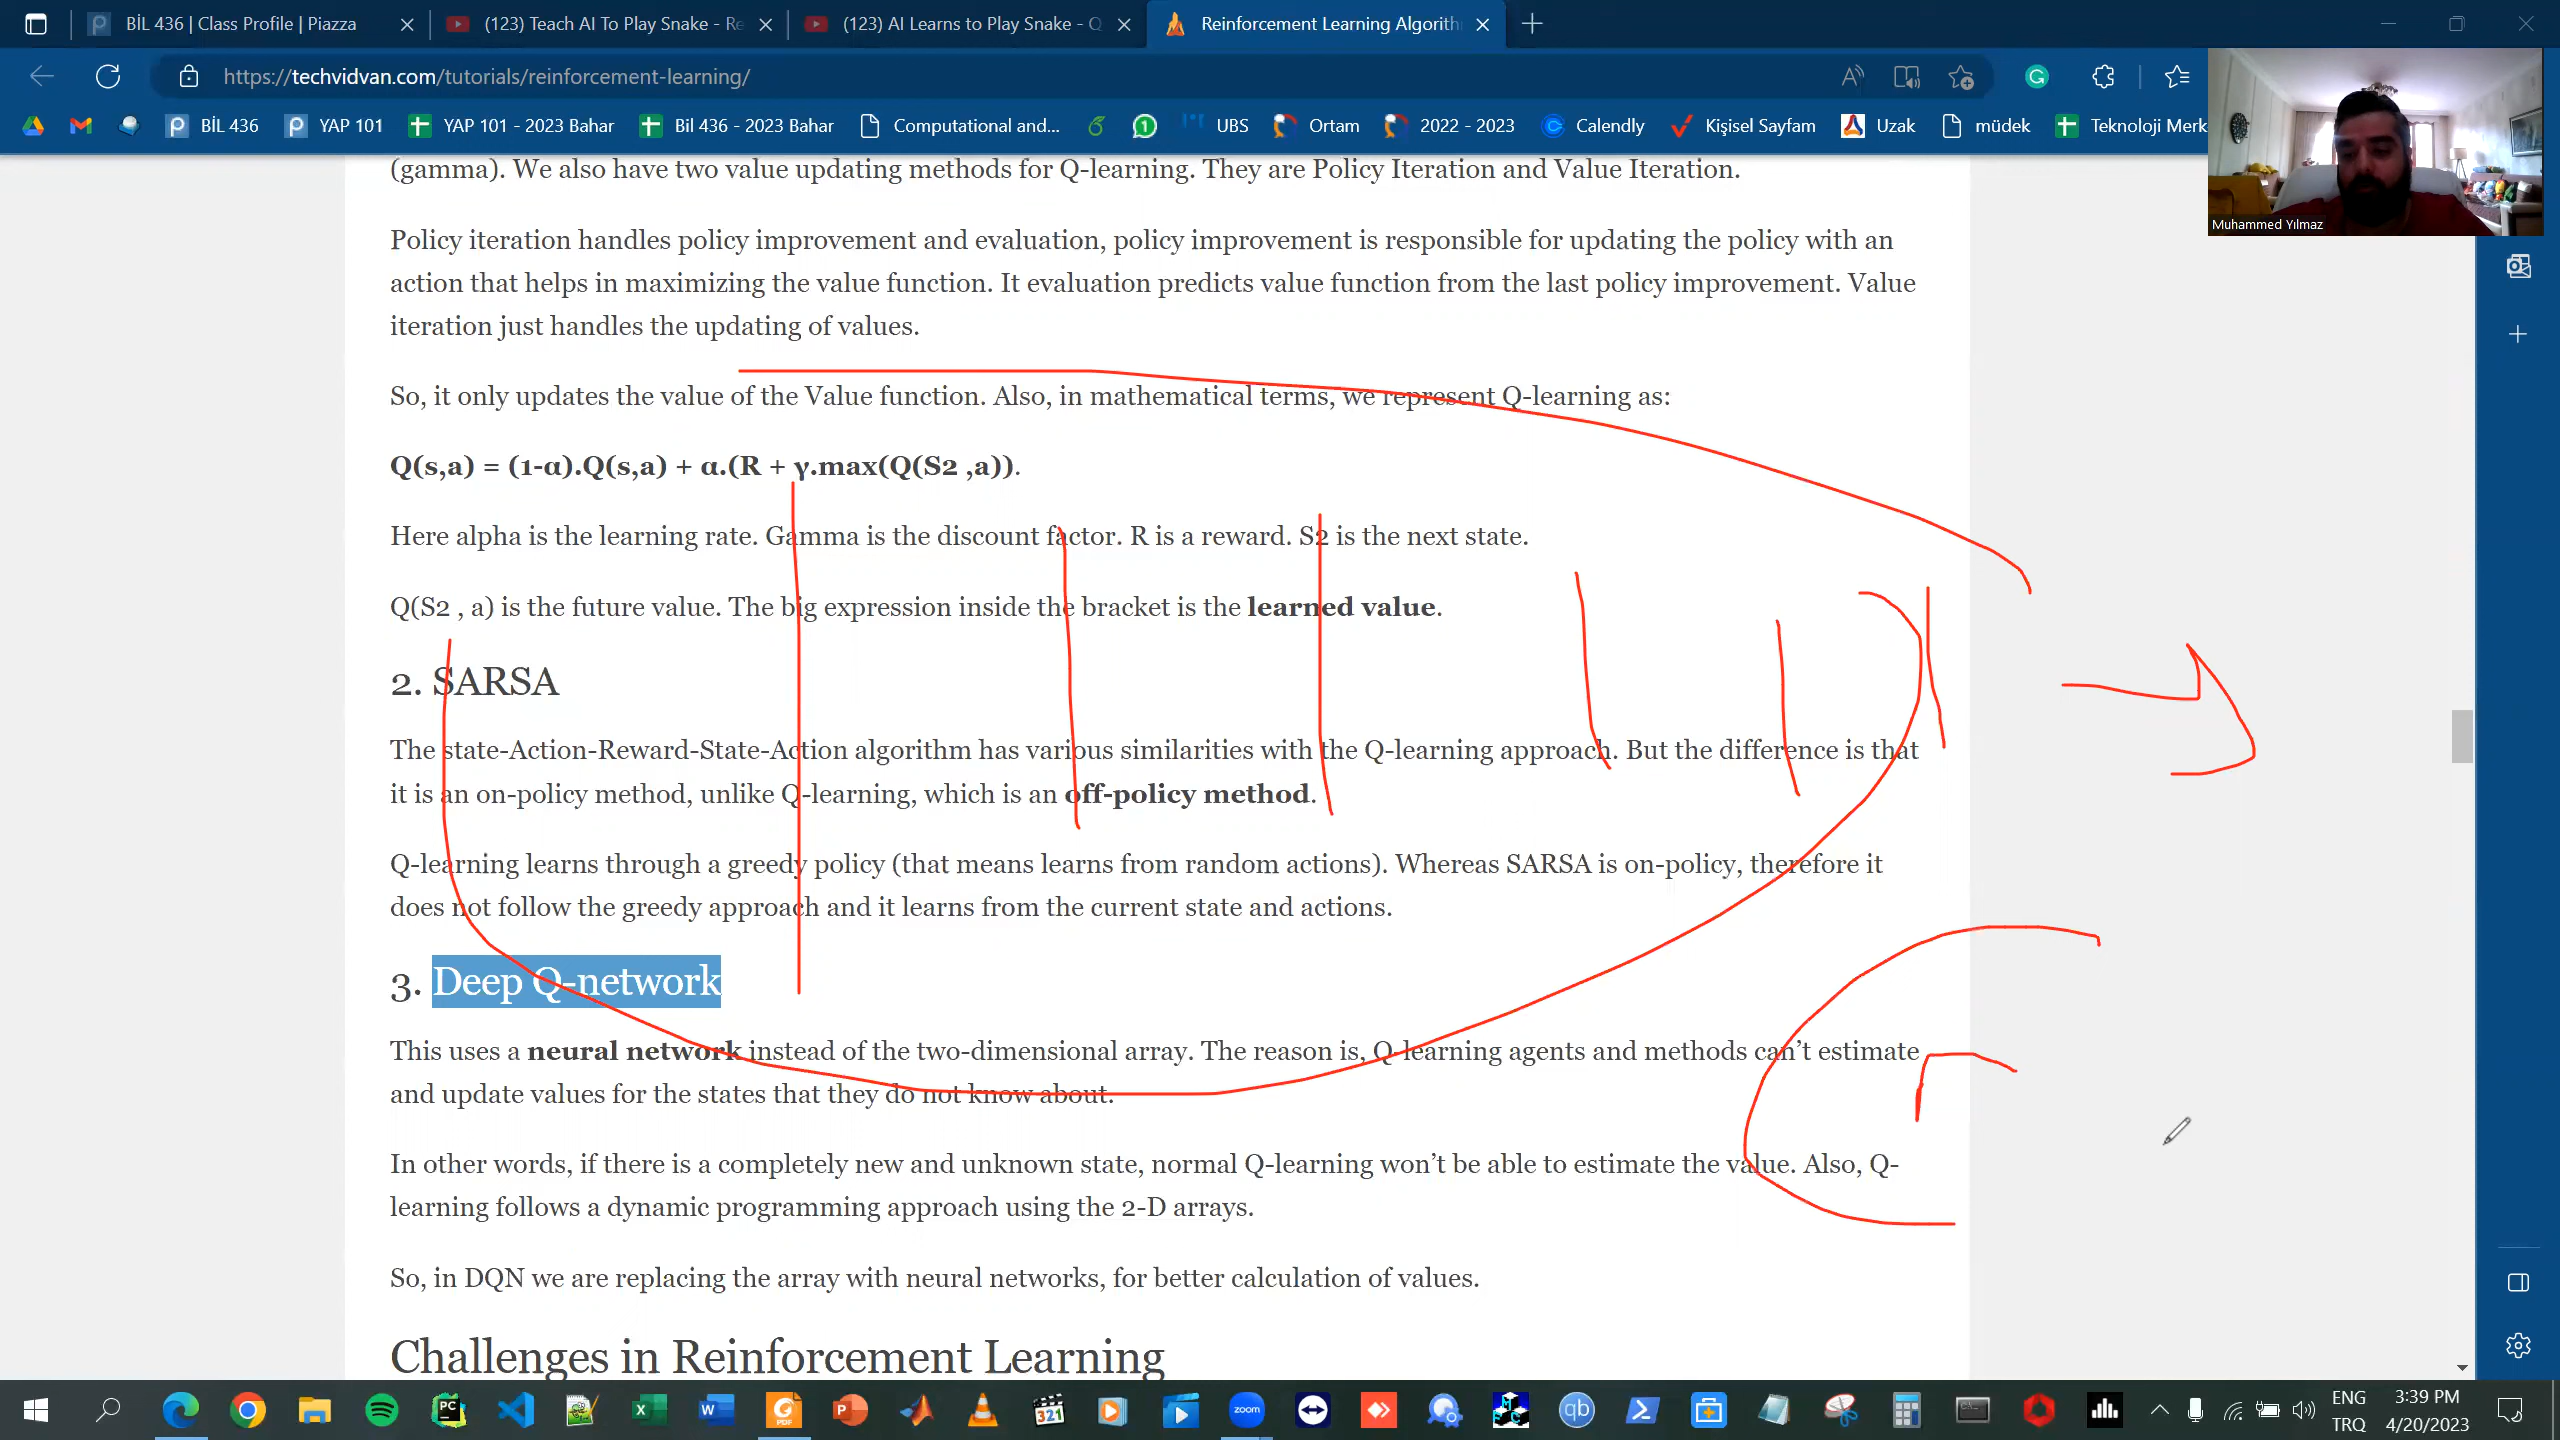 BİL 436 | Class Profile | Piazza
(123) Teach AI To Play Snake - Re
(123) AI Learns to Play Snake - Q
Reinforcement Learning Algorith
https://techvidvan.com/tutorials/reinforcement-learning/
BİL 436
YAP 101
YAP 101 - 2023 Bahar
Bil 436 - 2023 Bahar
Computational and...
UBS
Ortam
2022 - 2023
Calendly
Kişisel Sayfam
Uzak
müdek
Teknoloji Merk
Muhammed Yılmaz
(gamma). We also have two value updating methods for Q-learning. They are Policy Iteration and Value Iteration.
Policy iteration handles policy improvement and evaluation, policy improvement is responsible for updating the policy with an
action that helps in maximizing the value function. It evaluation predicts value function from the last policy improvement. Value
iteration just handles the updating of values.
So, it only updates the value of the Value function. Also, in mathematical terms, we represent Q-learning as:
Q(s,a) = (1-α).Q(s,a) + α.(R + γ.max(Q(S2 ,a)).
Here alpha is the learning rate. Gamma is the discount factor. R is a reward. S2 is the next state.
Q(S2 , a) is the future value. The big expression inside the bracket is the learned value.
2. SARSA
The state-Action-Reward-State-Action algorithm has various similarities with the Q-learning approach. But the difference is that
it is an on-policy method, unlike Q-learning, which is an off-policy method.
Q-learning learns through a greedy policy (that means learns from random actions). Whereas SARSA is on-policy, therefore it
does not follow the greedy approach and it learns from the current state and actions.
3. Deep Q-network
This uses a neural network instead of the two-dimensional array. The reason is, Q-learning agents and methods can’t estimate
and update values for the states that they do not know about.
In other words, if there is a completely new and unknown state, normal Q-learning won’t be able to estimate the value. Also, Q-
learning follows a dynamic programming approach using the 2-D arrays.
So, in DQN we are replacing the array with neural networks, for better calculation of values.
Challenges in Reinforcement Learning
ENG
TRQ
3:39 PM
4/20/2023